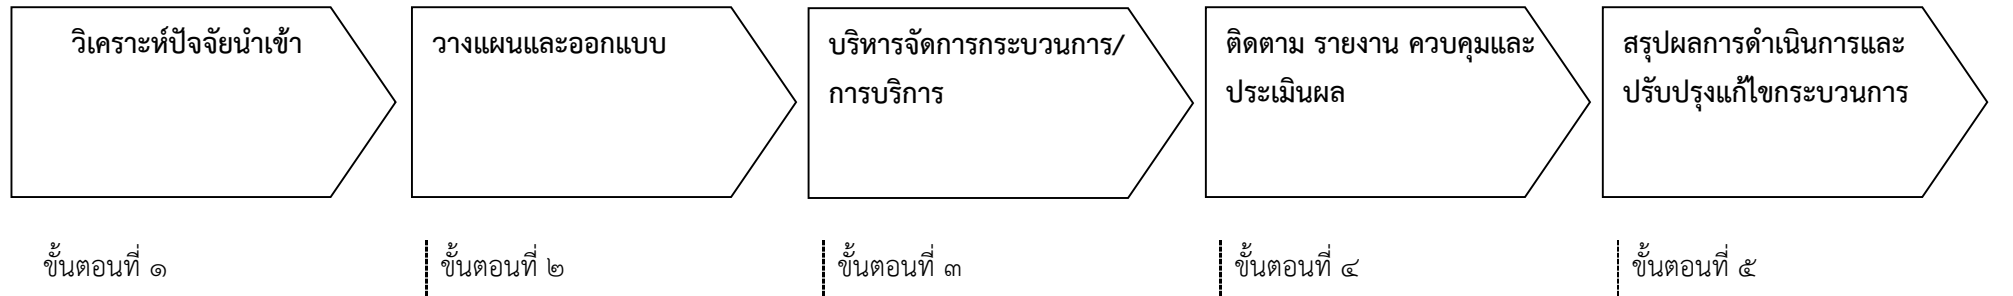 วิเคราะห์ปัจจัยนำเข้า
วางแผนและออกแบบ
บริหารจัดการกระบวนการ/
การบริการ
ติดตาม รายงาน ควบคุมและ
ประเมินผล
สรุปผลการดำเนินการและ
ปรับปรุงแก้ไขกระบวนการ
ขั้นตอนที่ ๑
ขั้นตอนที่ ๒
ขั้นตอนที่ ๓
ขั้นตอนที่ ๔
ขั้นตอนที่ ๕